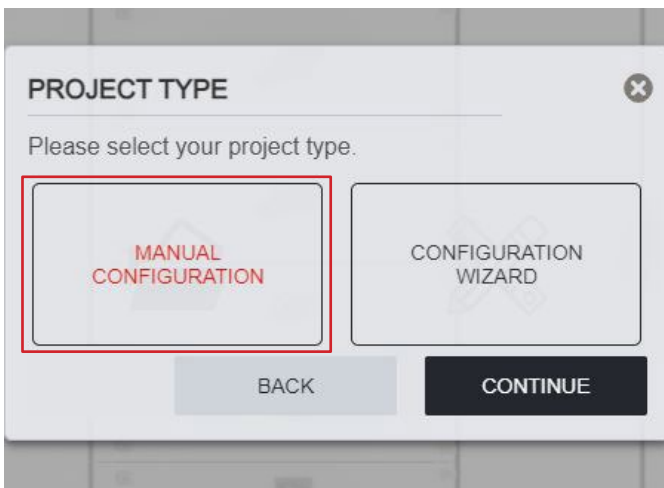 PROJECT TYPE
Please select your project type.
MANUAL
CONFIGURATION
CONFIGURATION
WIZARD
BACK
CONTINUE